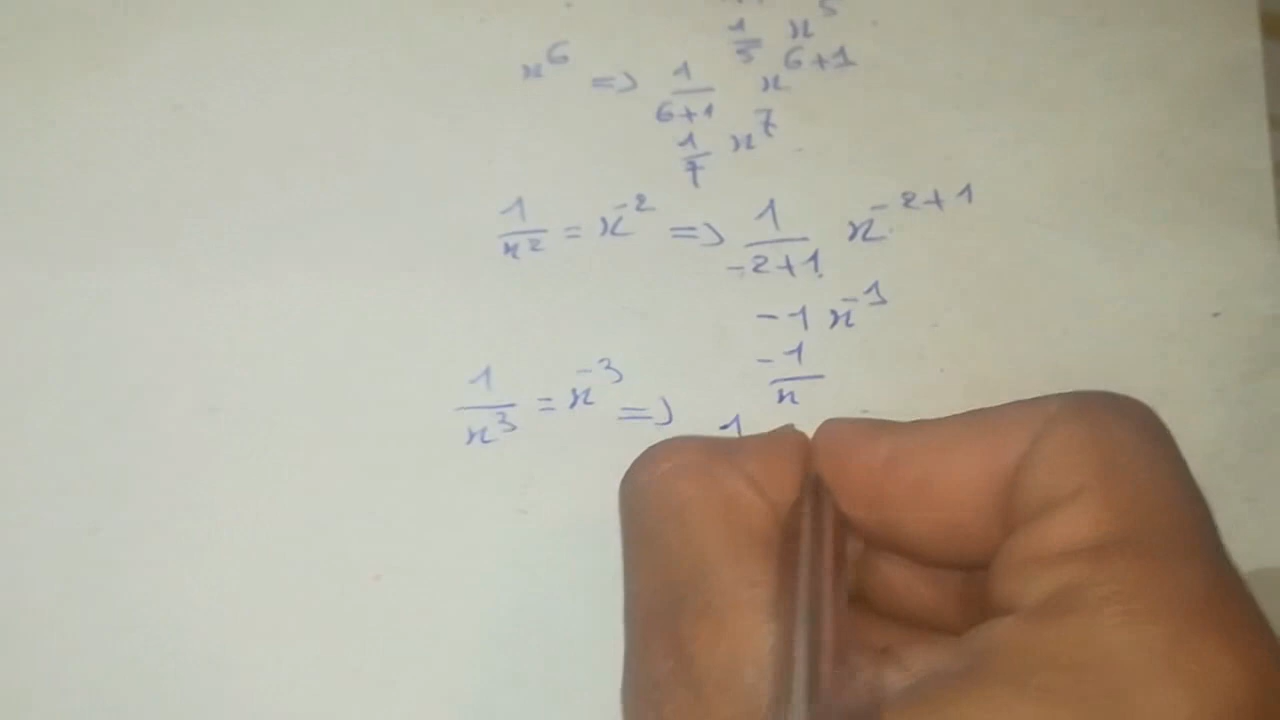 1/5 x^5
x^6 => 1/(6+1) x^(6+1)
1/7 x^7
1/x^2 = x^-2 => 1/(-2+1) x^(-2+1)
-1 x^-1
-1/x
1/x^3 = x^-3 => 1